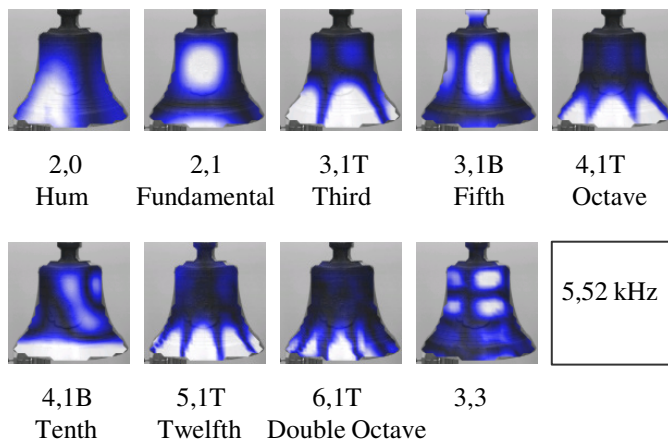 2,0 2,1 3,1T 3,1B 4,1T
Hum Fundamental Third Fifth Octave
5,52 kHz
4,1B 5,1T 6,1T 3,3
Tenth Twelfth Double Octave